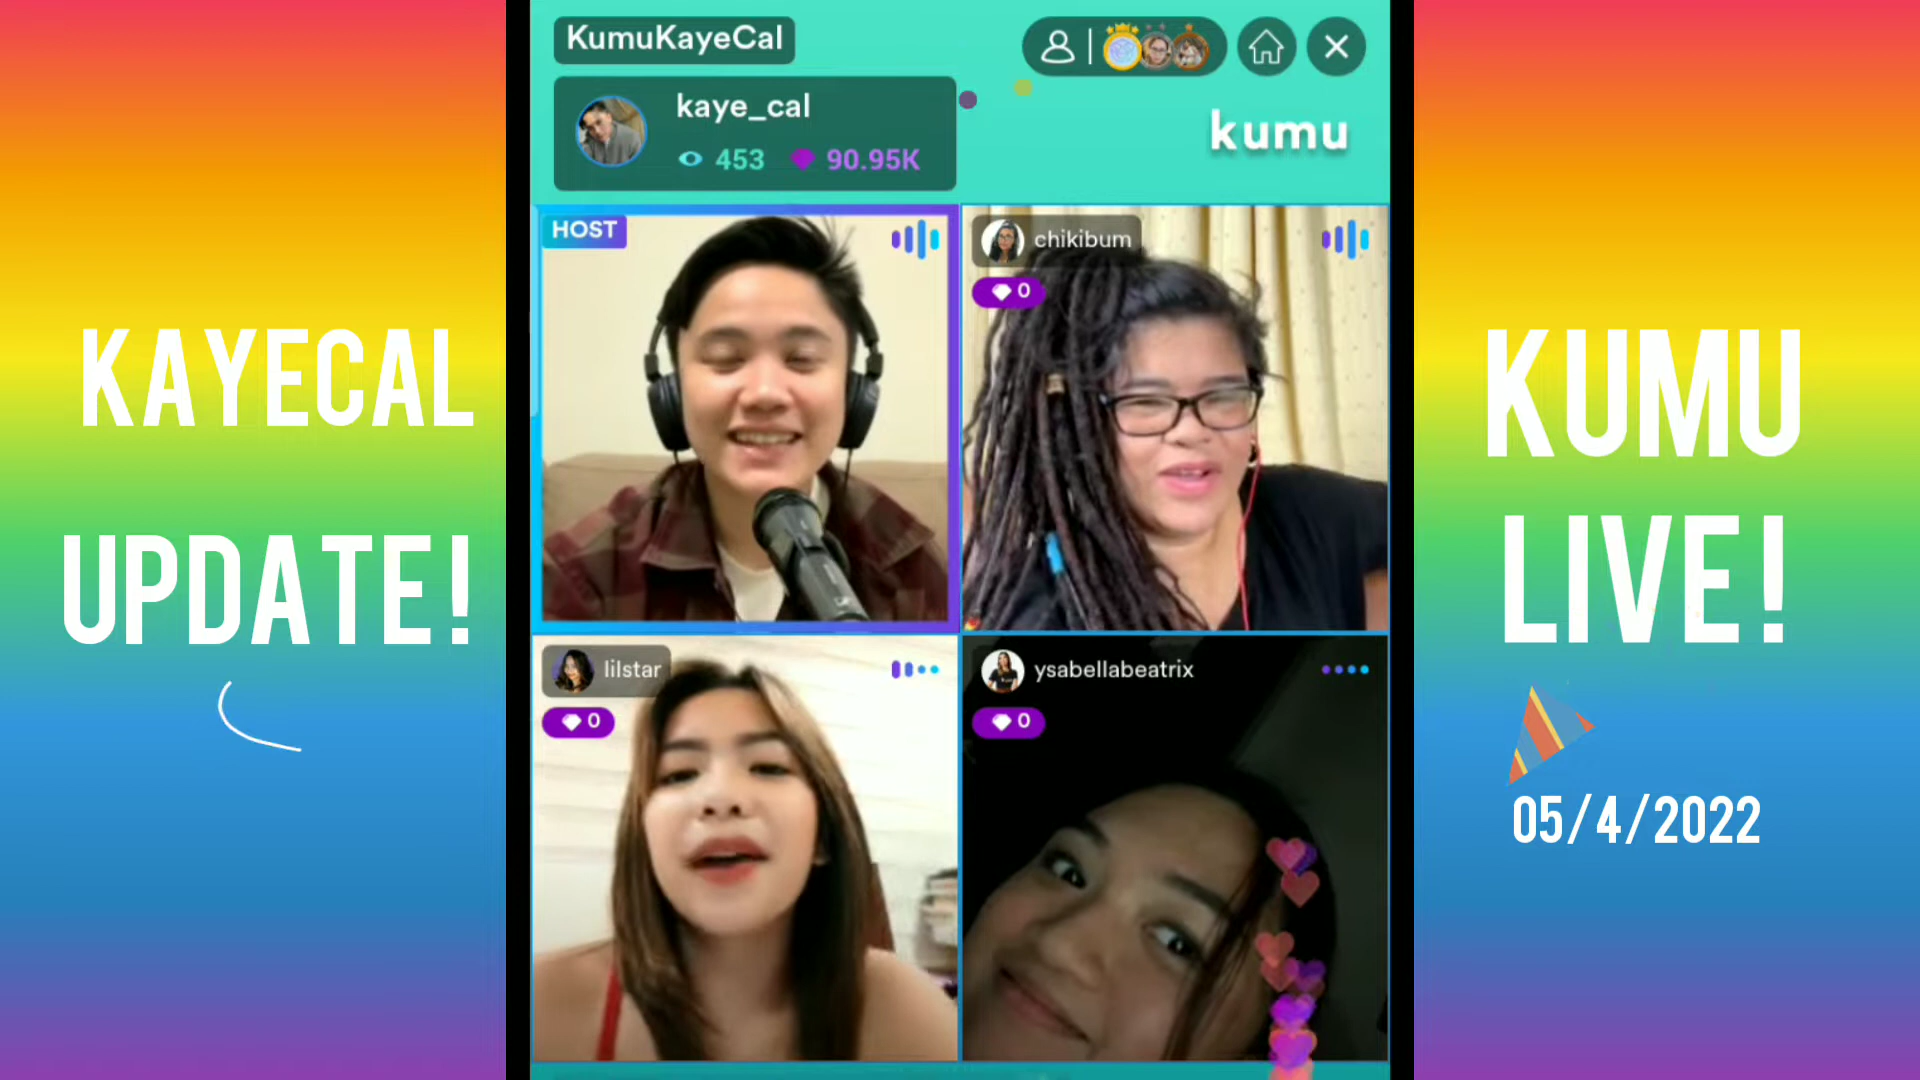 KAYECAL
UPDATE!
KumuKayeCal
kaye_cal
453 90.95K
kumu
HOST
chikibum
0
lilstar
0
ysabellabeatrix
0
KUMU
LIVE!
05/4/2022